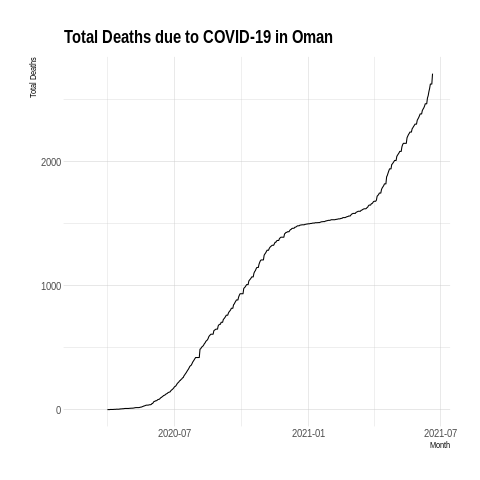 Total Deaths due to COVID-19 in Oman
Total Deaths
2000
1000
0
2020-07 2021-01 2021-07
Month